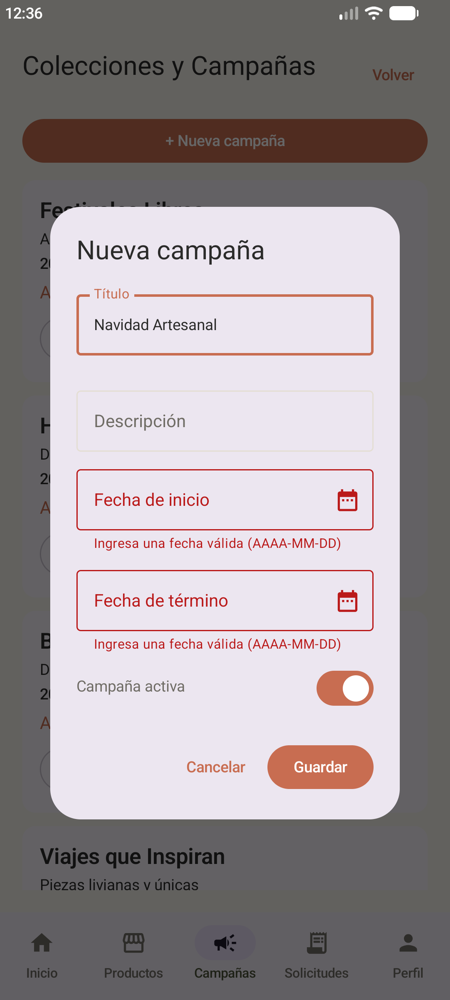 12:36
Colecciones y Campañas
Volver
+ Nueva campaña
Nueva campaña
Título
Navidad Artesanal
Descripción
Fecha de inicio
Ingresa una fecha válida (AAAA-MM-DD)
Fecha de término
Ingresa una fecha válida (AAAA-MM-DD)
Campaña activa
Cancelar
Guardar
Viajes que Inspiran
Piezas livianas y únicas
Inicio
Productos
Campañas
Solicitudes
Perfil